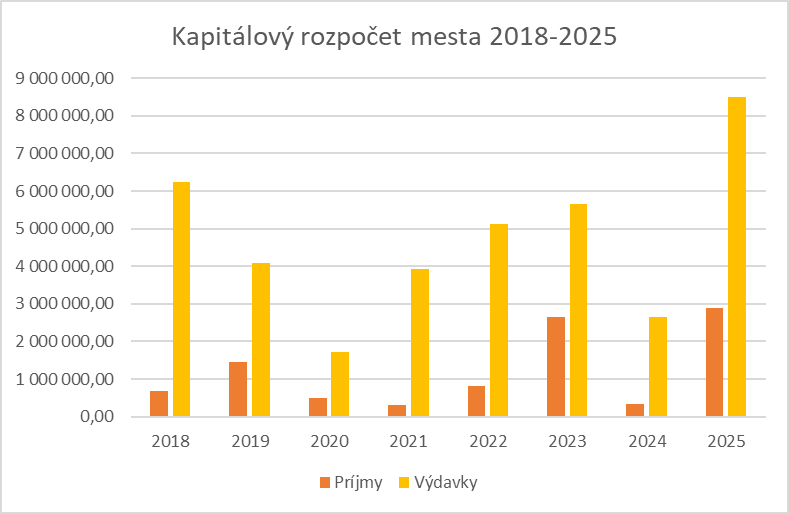 Kapitálový rozpočet mesta 2018-2025
9 000 000,00
8 000 000,00
7 000 000,00
6 000 000,00
5 000 000,00
4 000 000,00
3 000 000,00
2 000 000,00
1 000 000,00
0,00
2018 2019 2020 2021 2022 2023 2024 2025
Príjmy Výdavky